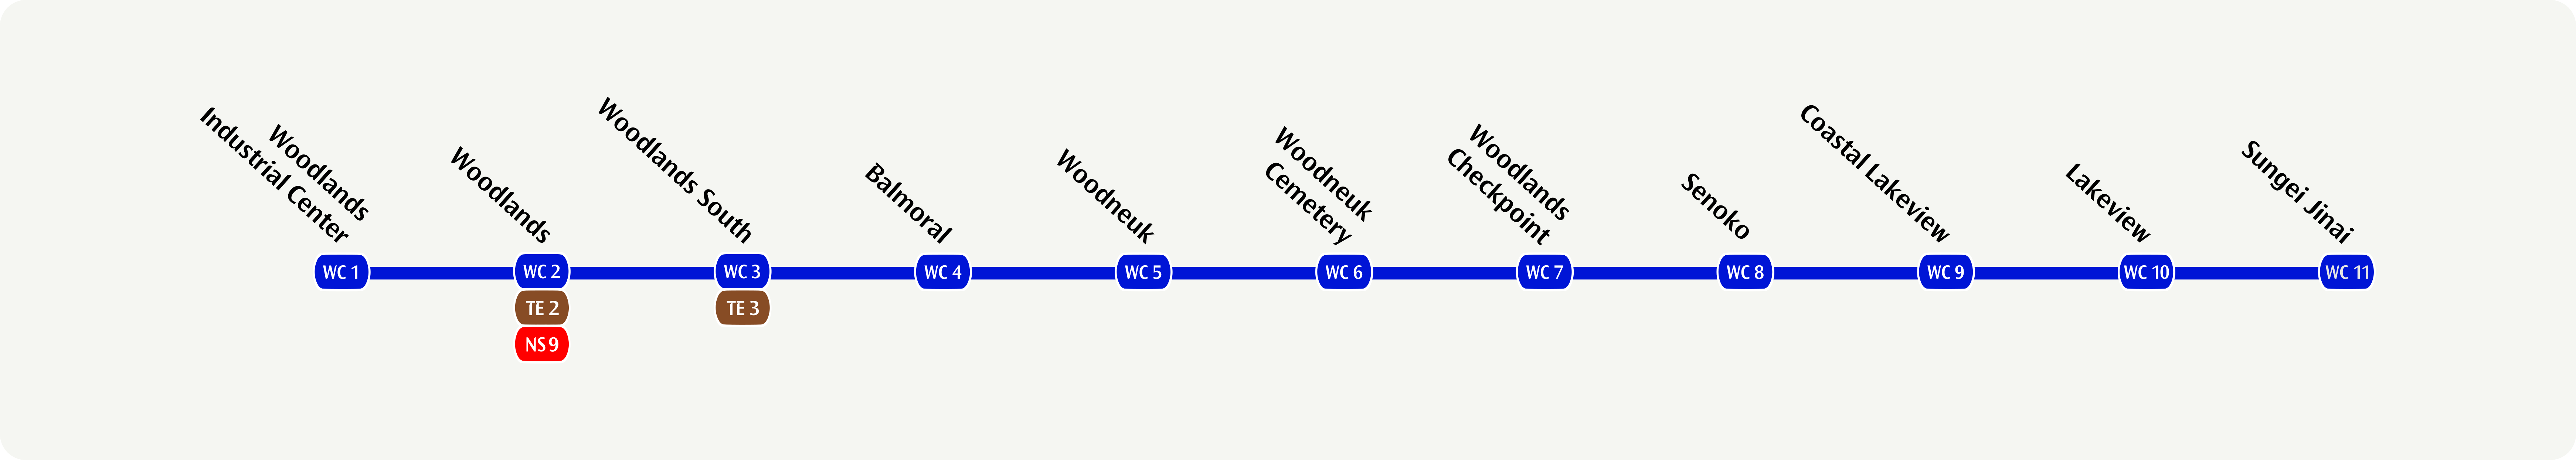 Woodlands
Industrial Center
Woodlands
Woodlands South
Balmoral
Woodneuk
Woodneuk
Cemetery
Woodlands
Checkpoint
Senoko
Coastal Lakeview
Lakeview
Sungei Jinai
WC 1
WC 2
WC 3
WC 4
WC 5
WC 6
WC 7
WC 8
WC 9
WC 10
WC 11
TE 2
TE 3
NS 9